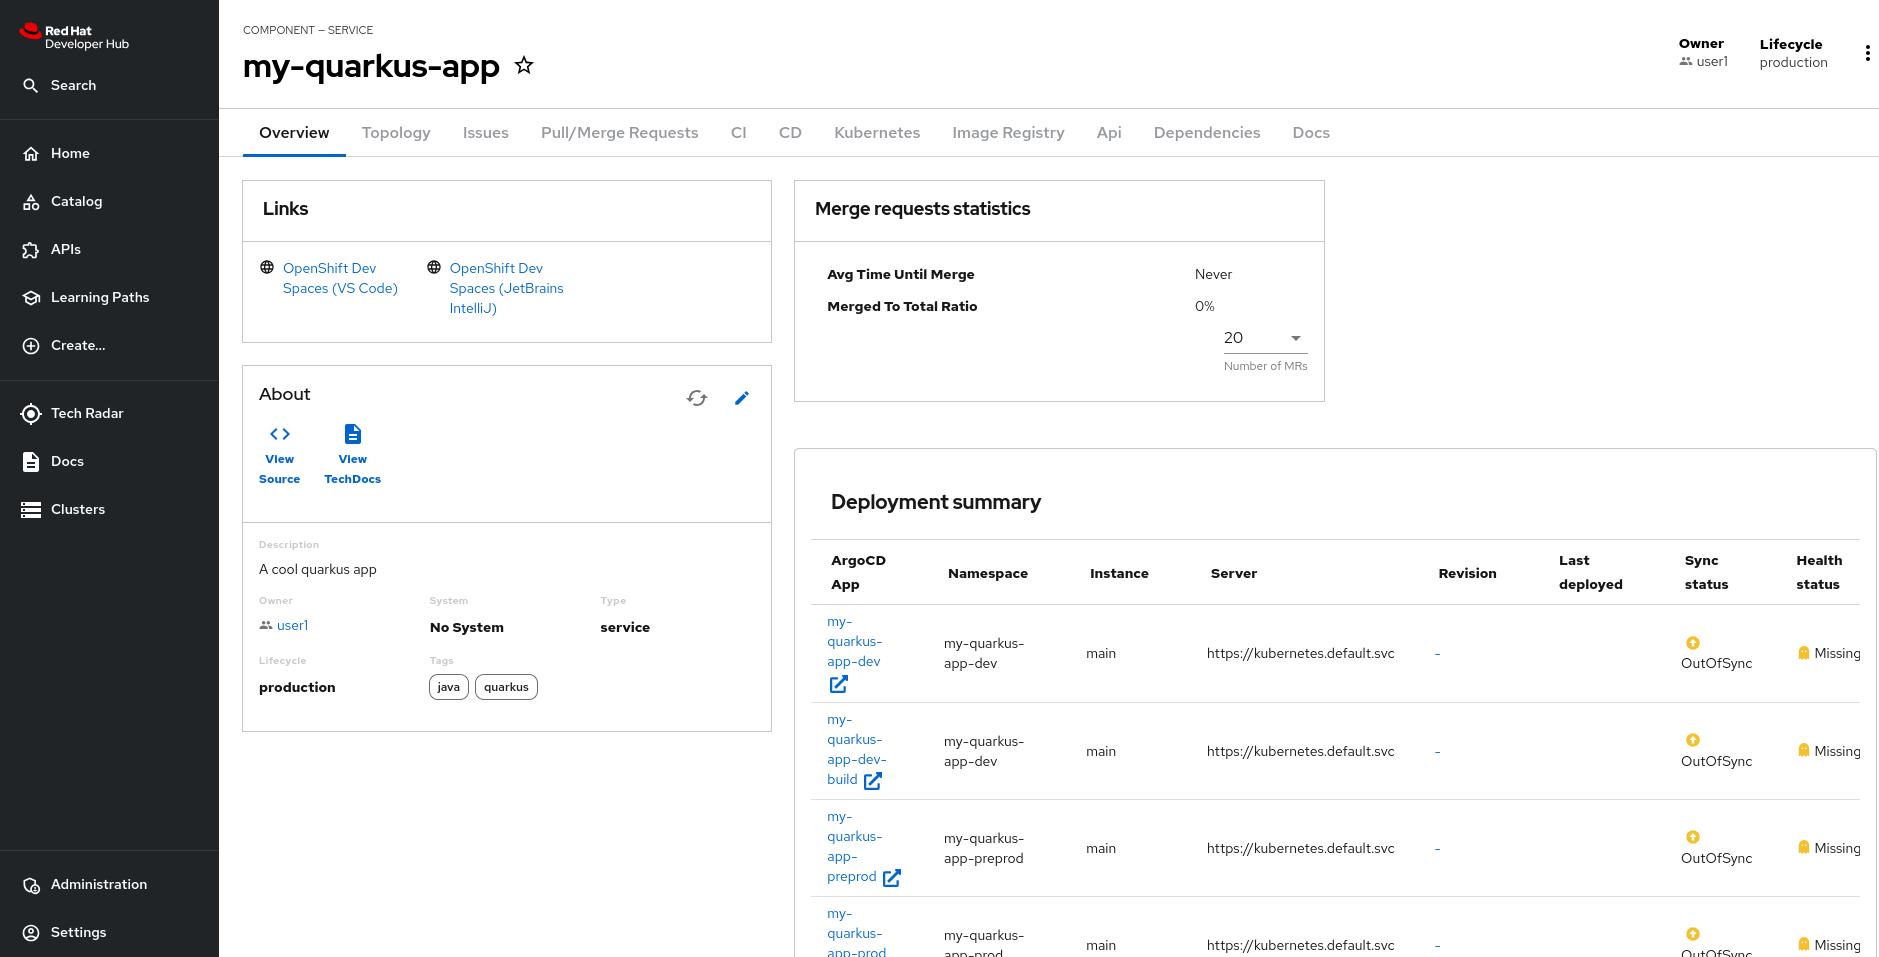 Red Hat
Developer Hub
Search
Home
Catalog
APIs
Learning Paths
Create...
Tech Radar
Docs
Clusters
Administration
Settings
COMPONENT — SERVICE
my-quarkus-app
Owner
user1
Lifecycle
production
Overview Topology Issues Pull/Merge Requests CI CD Kubernetes Image Registry Api Dependencies Docs
Links
OpenShift Dev
Spaces (VS Code)
OpenShift Dev
Spaces (JetBrains
IntelliJ)
About
View
Source
View
TechDocs
Description
A cool quarkus app
Owner
user1
System
No System
Type
service
Lifecycle
production
Tags
java
quarkus
Merge requests statistics
Avg Time Until Merge Never
Merged To Total Ratio 0%
20
Number of MRs
Deployment summary
ArgoCD
App
Namespace
Instance
Server
Revision
Last
deployed
Sync
status
Health
status
my-
quarkus-
app-dev
my-quarkus-
app-dev
main
https://kubernetes.default.svc
-
OutOfSync
Missing
my-
quarkus-
app-dev-
build
my-quarkus-
app-dev
main
https://kubernetes.default.svc
-
OutOfSync
Missing
my-
quarkus-
app-
preprod
my-quarkus-
app-preprod
main
https://kubernetes.default.svc
-
OutOfSync
Missing
my-
quarkus-
app-prod
my-quarkus-
app-prod
main
https://kubernetes.default.svc
-
OutOfSync
Missing